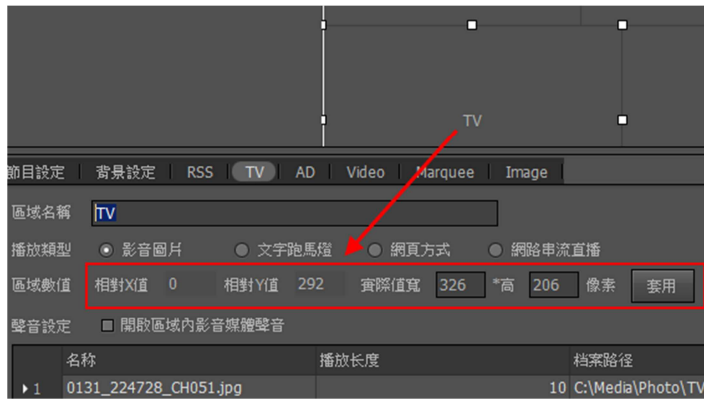 TV
節目設定 背景設定 RSS TV AD Video Marquee Image
區域名稱 TV
播放類型 影音圖片 文字跑馬燈 網頁方式 網路串流直播
區域數值 相對X值 0 相對Y值 292 實際值寬 326 *高 206 像素 套用
聲音設定 開啟區域內影音媒體聲音
名称 播放长度 档案路径
1 0131_224728_CH051.jpg 10 C:\Media\Photo\TV